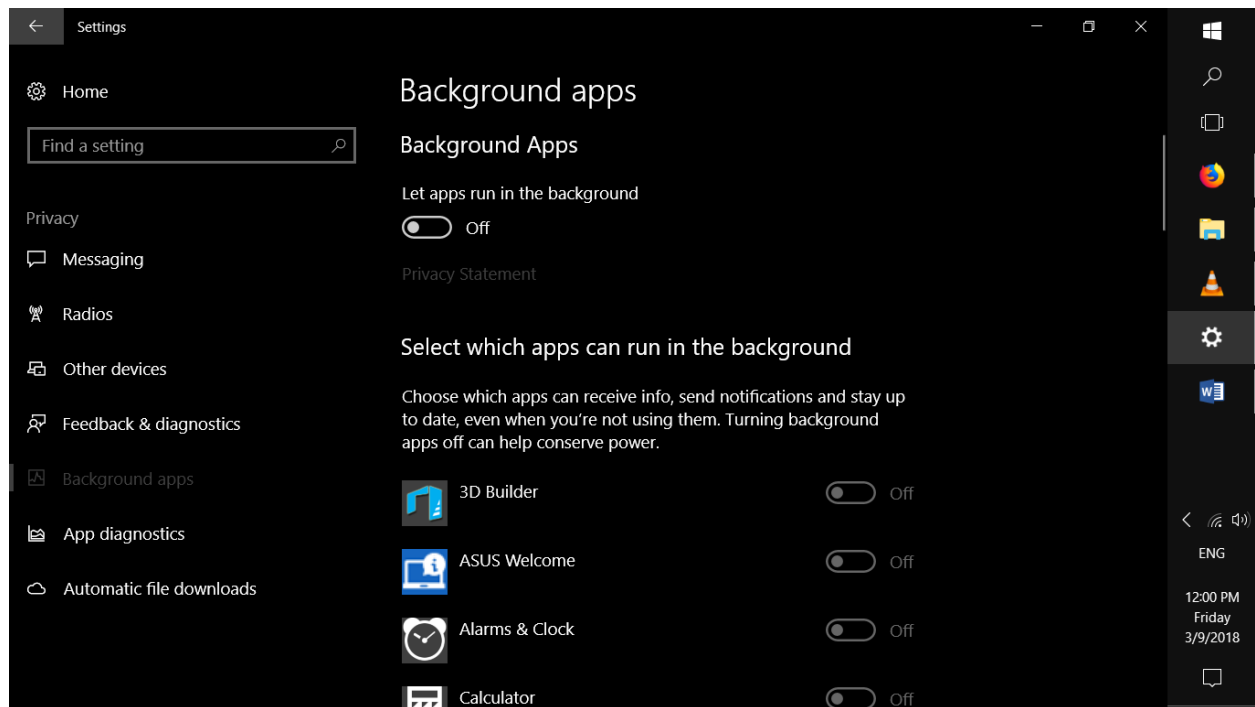 Settings
Home
Find a setting
Privacy
Messaging
Radios
Other devices
Feedback & diagnostics
Background apps
App diagnostics
Automatic file downloads
Background apps
Background Apps
Let apps run in the background
Off
Privacy Statement
Select which apps can run in the background
Choose which apps can receive info, send notifications and stay up
to date, even when you’re not using them. Turning background
apps off can help conserve power.
3D Builder
Off
ASUS Welcome
Off
Alarms & Clock
Off
Calculator
Off
W
ENG
12:00 PM
Friday
3/9/2018